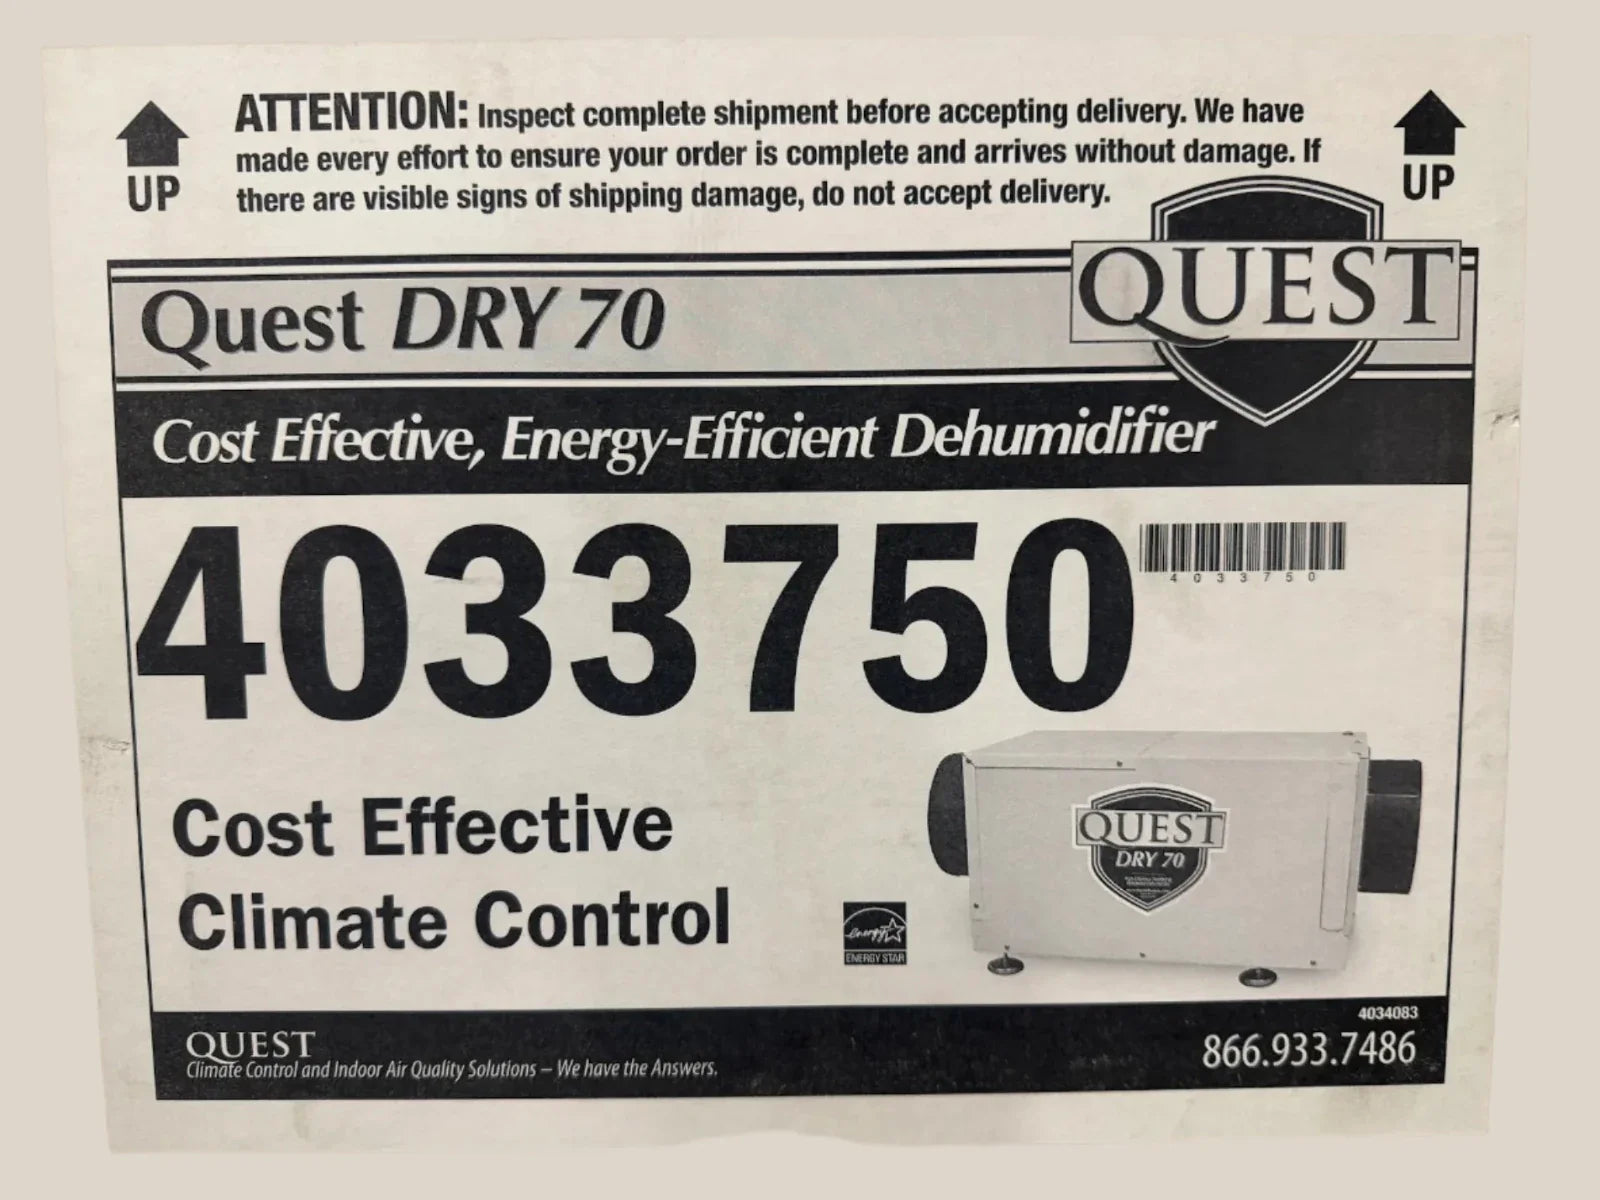 ATTENTION: Inspect complete shipment before accepting delivery. We have
made every effort to ensure your order is complete and arrives without damage. If
there are visible signs of shipping damage, do not accept delivery.
UP
UP
QUEST
Quest DRY 70
Cost Effective, Energy-Efficient Dehumidifier
4033750
4033750
Cost Effective
Climate Control
QUEST
DRY 70
energy
ENERGY STAR
4034083
QUEST
Climate Control and Indoor Air Quality Solutions – We have the Answers.
866.933.7486